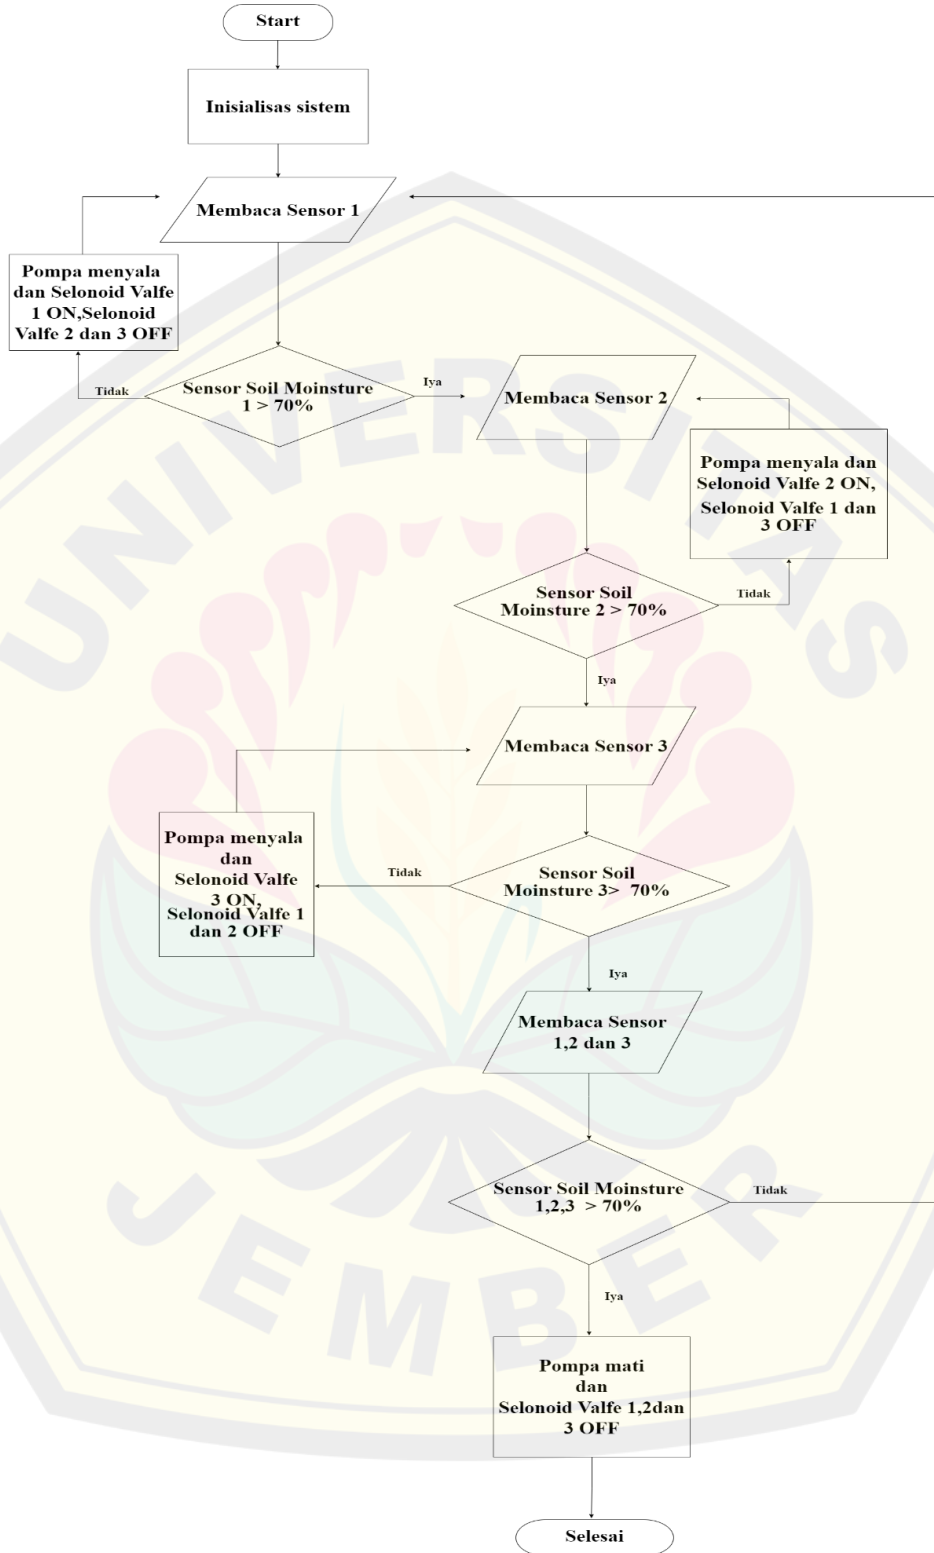 Start
Inisialisas sistem
Membaca Sensor 1
Pompa menyala
dan Selonoid Valfe
1 ON,Selonoid
Valfe 2 dan 3 OFF
Tidak
Sensor Soil Moinsture
1 > 70%
Iya
Membaca Sensor 2
Pompa menyala dan
Selonoid Valfe 2 ON,
Selonoid Valfe 1 dan
3 OFF
Sensor Soil
Moinsture 2 > 70%
Tidak
Iya
Membaca Sensor 3
Pompa menyala
dan
Selonoid Valfe
3 ON,
Selonoid Valfe 1
dan 2 OFF
Tidak
Sensor Soil
Moinsture 3> 70%
Iya
Membaca Sensor
1,2 dan 3
Sensor Soil Moinsture
1,2,3 > 70%
Tidak
Iya
Pompa mati
dan
Selonoid Valfe 1,2dan
3 OFF
Selesai
UNIVERSITAS
JEMBER